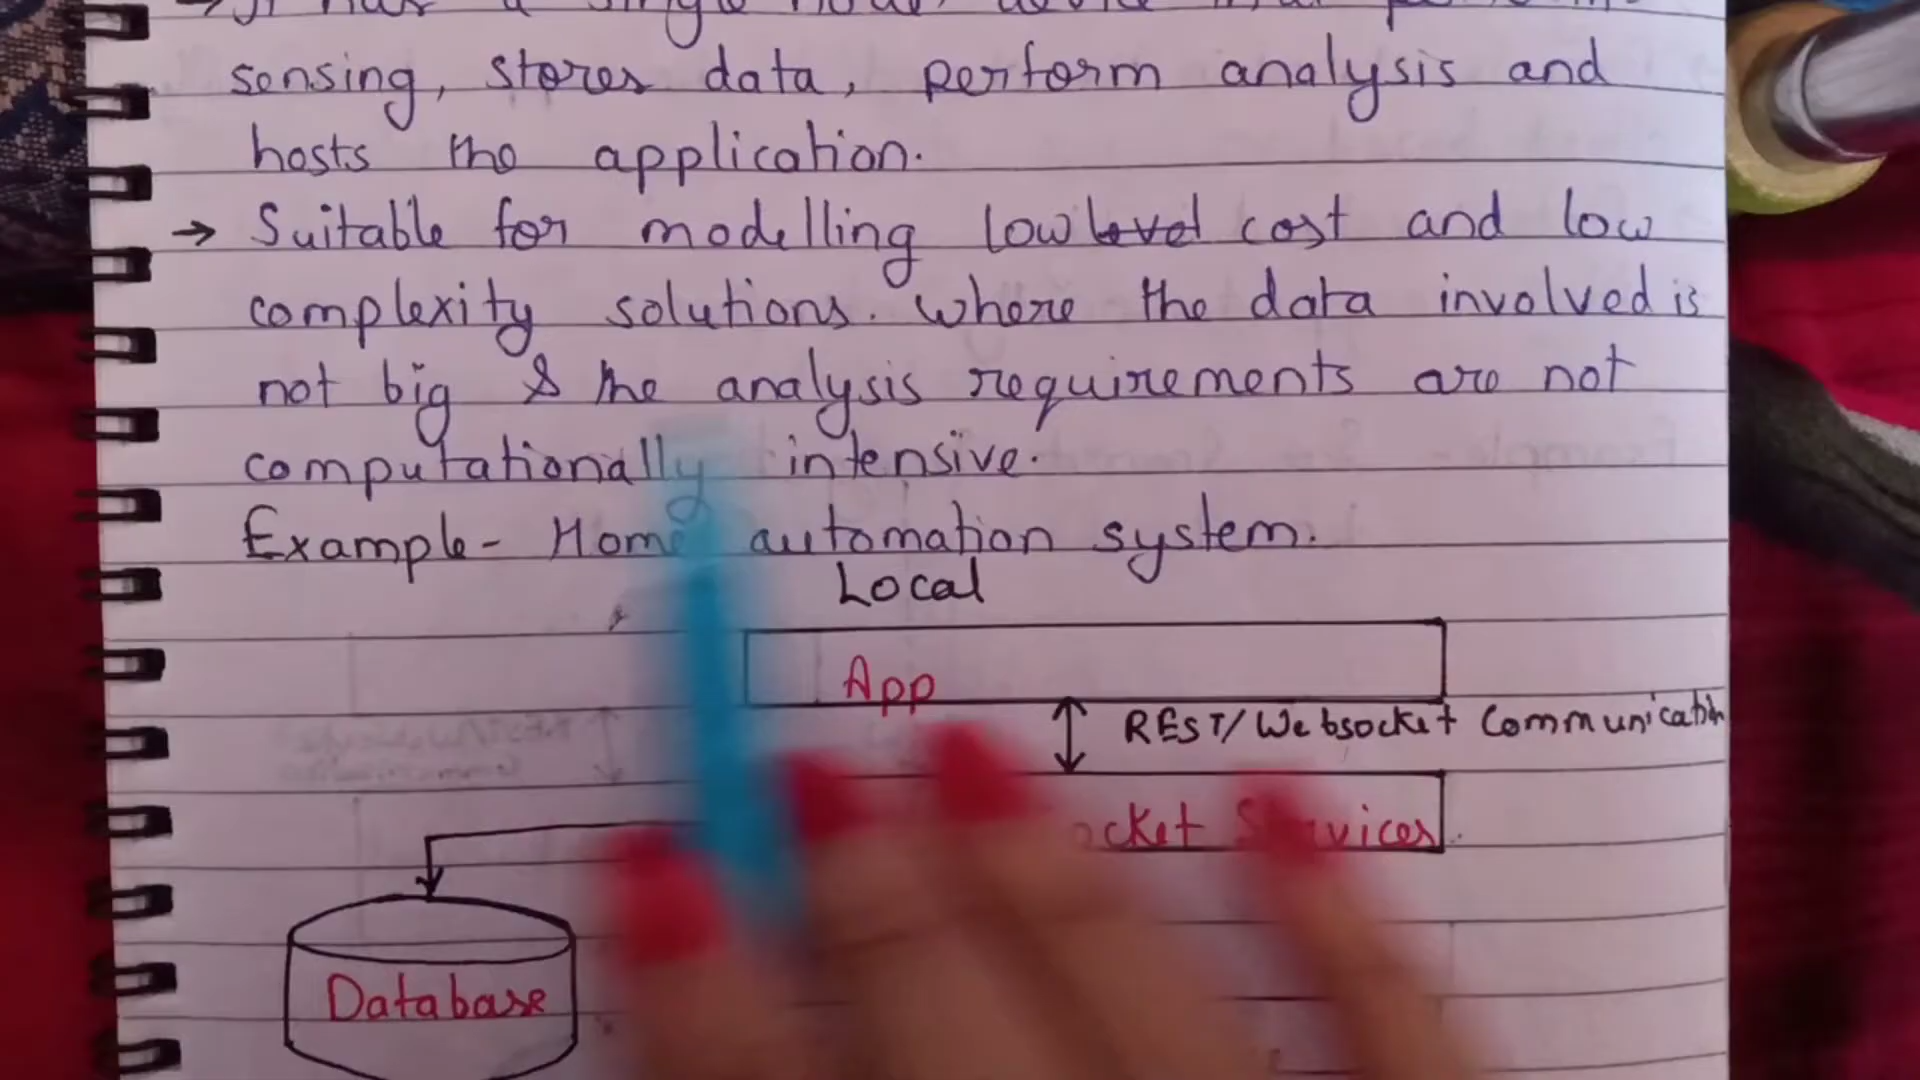 sensing, stores data, perform analysis and
hosts the application.
→ Suitable for modelling low level cost and low
complexity solutions. where the data involved is
not big & the analysis requirements are not
computationally intensive.
Example- Home automation system.
Local
App
REST/Websocket Communication
Services
Database